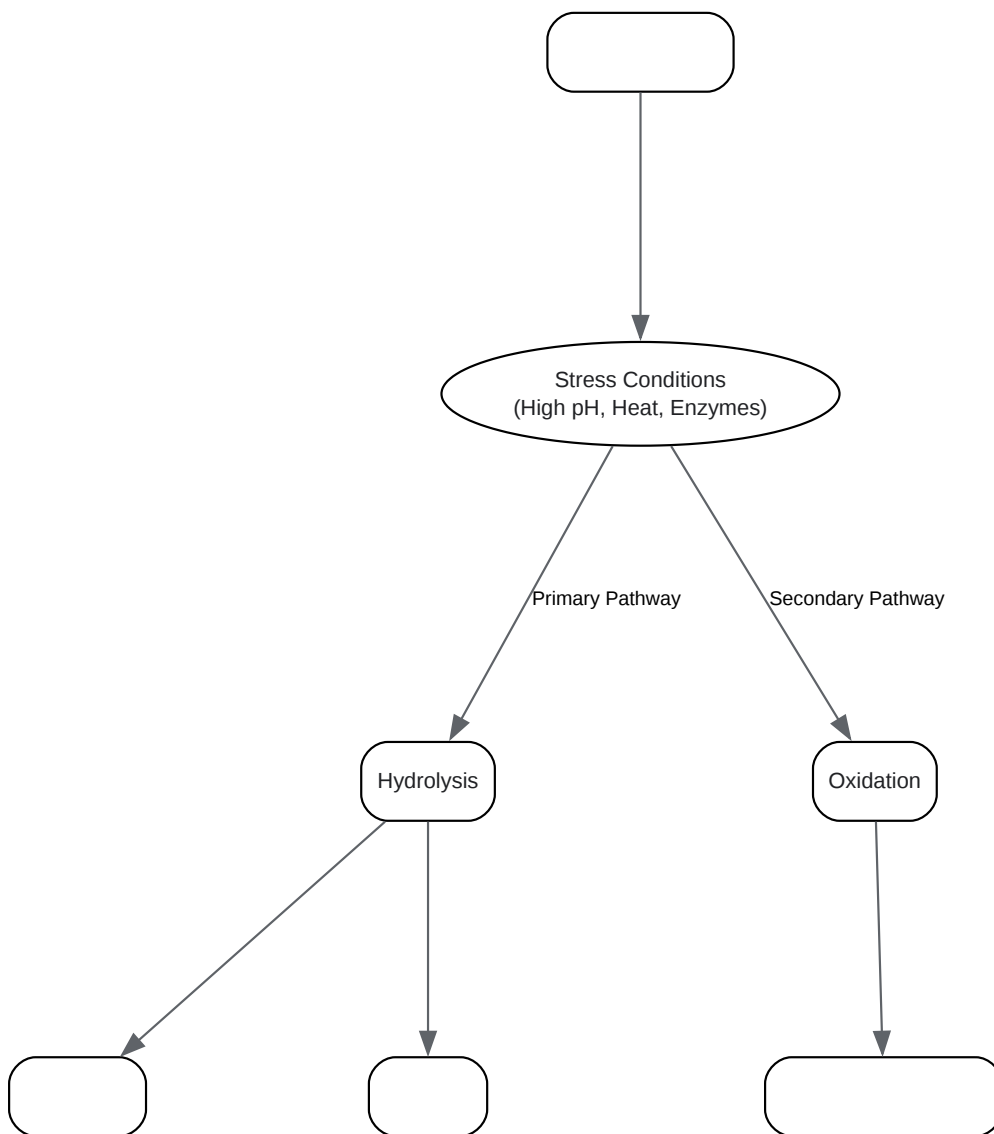 Stress Conditions
(High pH, Heat, Enzymes)
Primary Pathway
Secondary Pathway
Hydrolysis
Oxidation